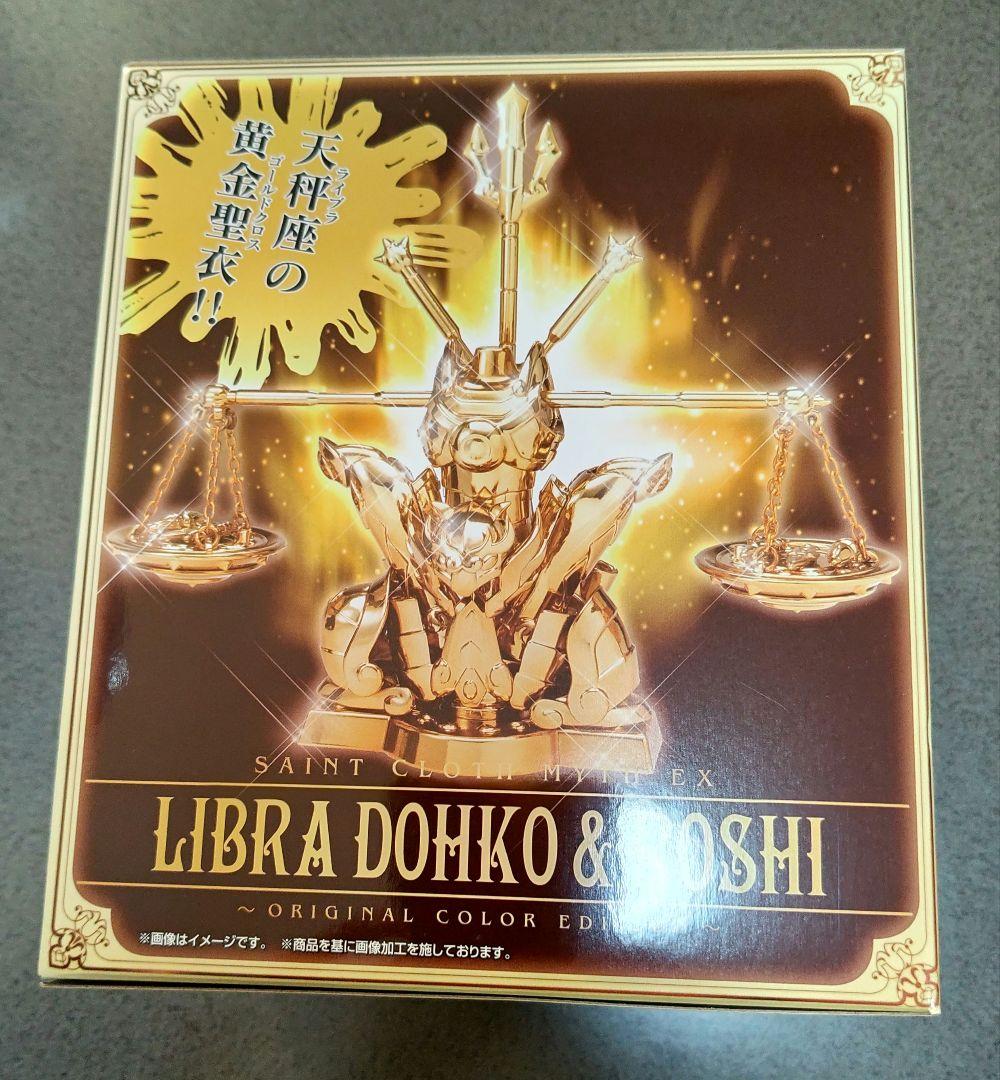 天秤座の
ライブラ
黄金聖衣!!
ゴールドクロス
SAINT CLOTH MYTH EX
LIBRA DOHKO & ROSHI
~ORIGINAL COLOR EDITION~
※画像はイメージです。 ※商品を基に画像加工を施しております。